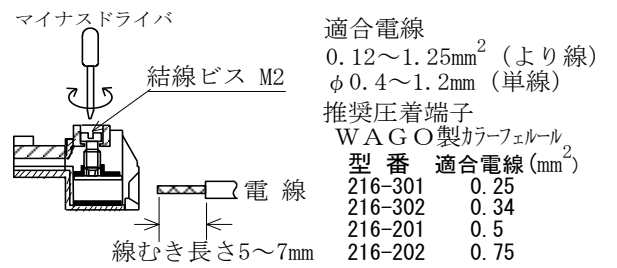 マイナスドライバ
結線ビス M2
電 線
線むき長さ5～7mm
適合電線
0.12～1.25mm² (より線)
φ0.4～1.2mm (単線)
推奨圧着端子
ＷＡＧＯ製ｶﾗｰﾌｪﾙｰﾙ
型 番 適合電線(mm²)
216-301 0.25
216-302 0.34
216-201 0.5
216-202 0.75